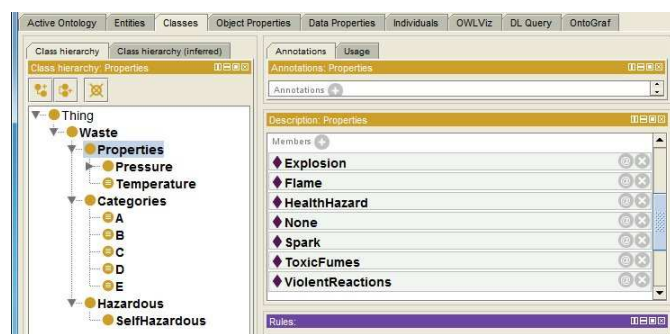 Active Ontology Entities Classes Object Properties Data Properties Individuals OWLViz DL Query OntoGraf
Class hierarchy Class hierarchy (inferred)
Class hierarchy: Properties
Thing
Waste
Properties
Pressure
Temperature
Categories
A
B
C
D
E
Hazardous
SelfHazardous
Annotations Usage
Annotations: Properties
Annotations
Description: Properties
Members
Explosion
Flame
HealthHazard
None
Spark
ToxicFumes
ViolentReactions
Rules: